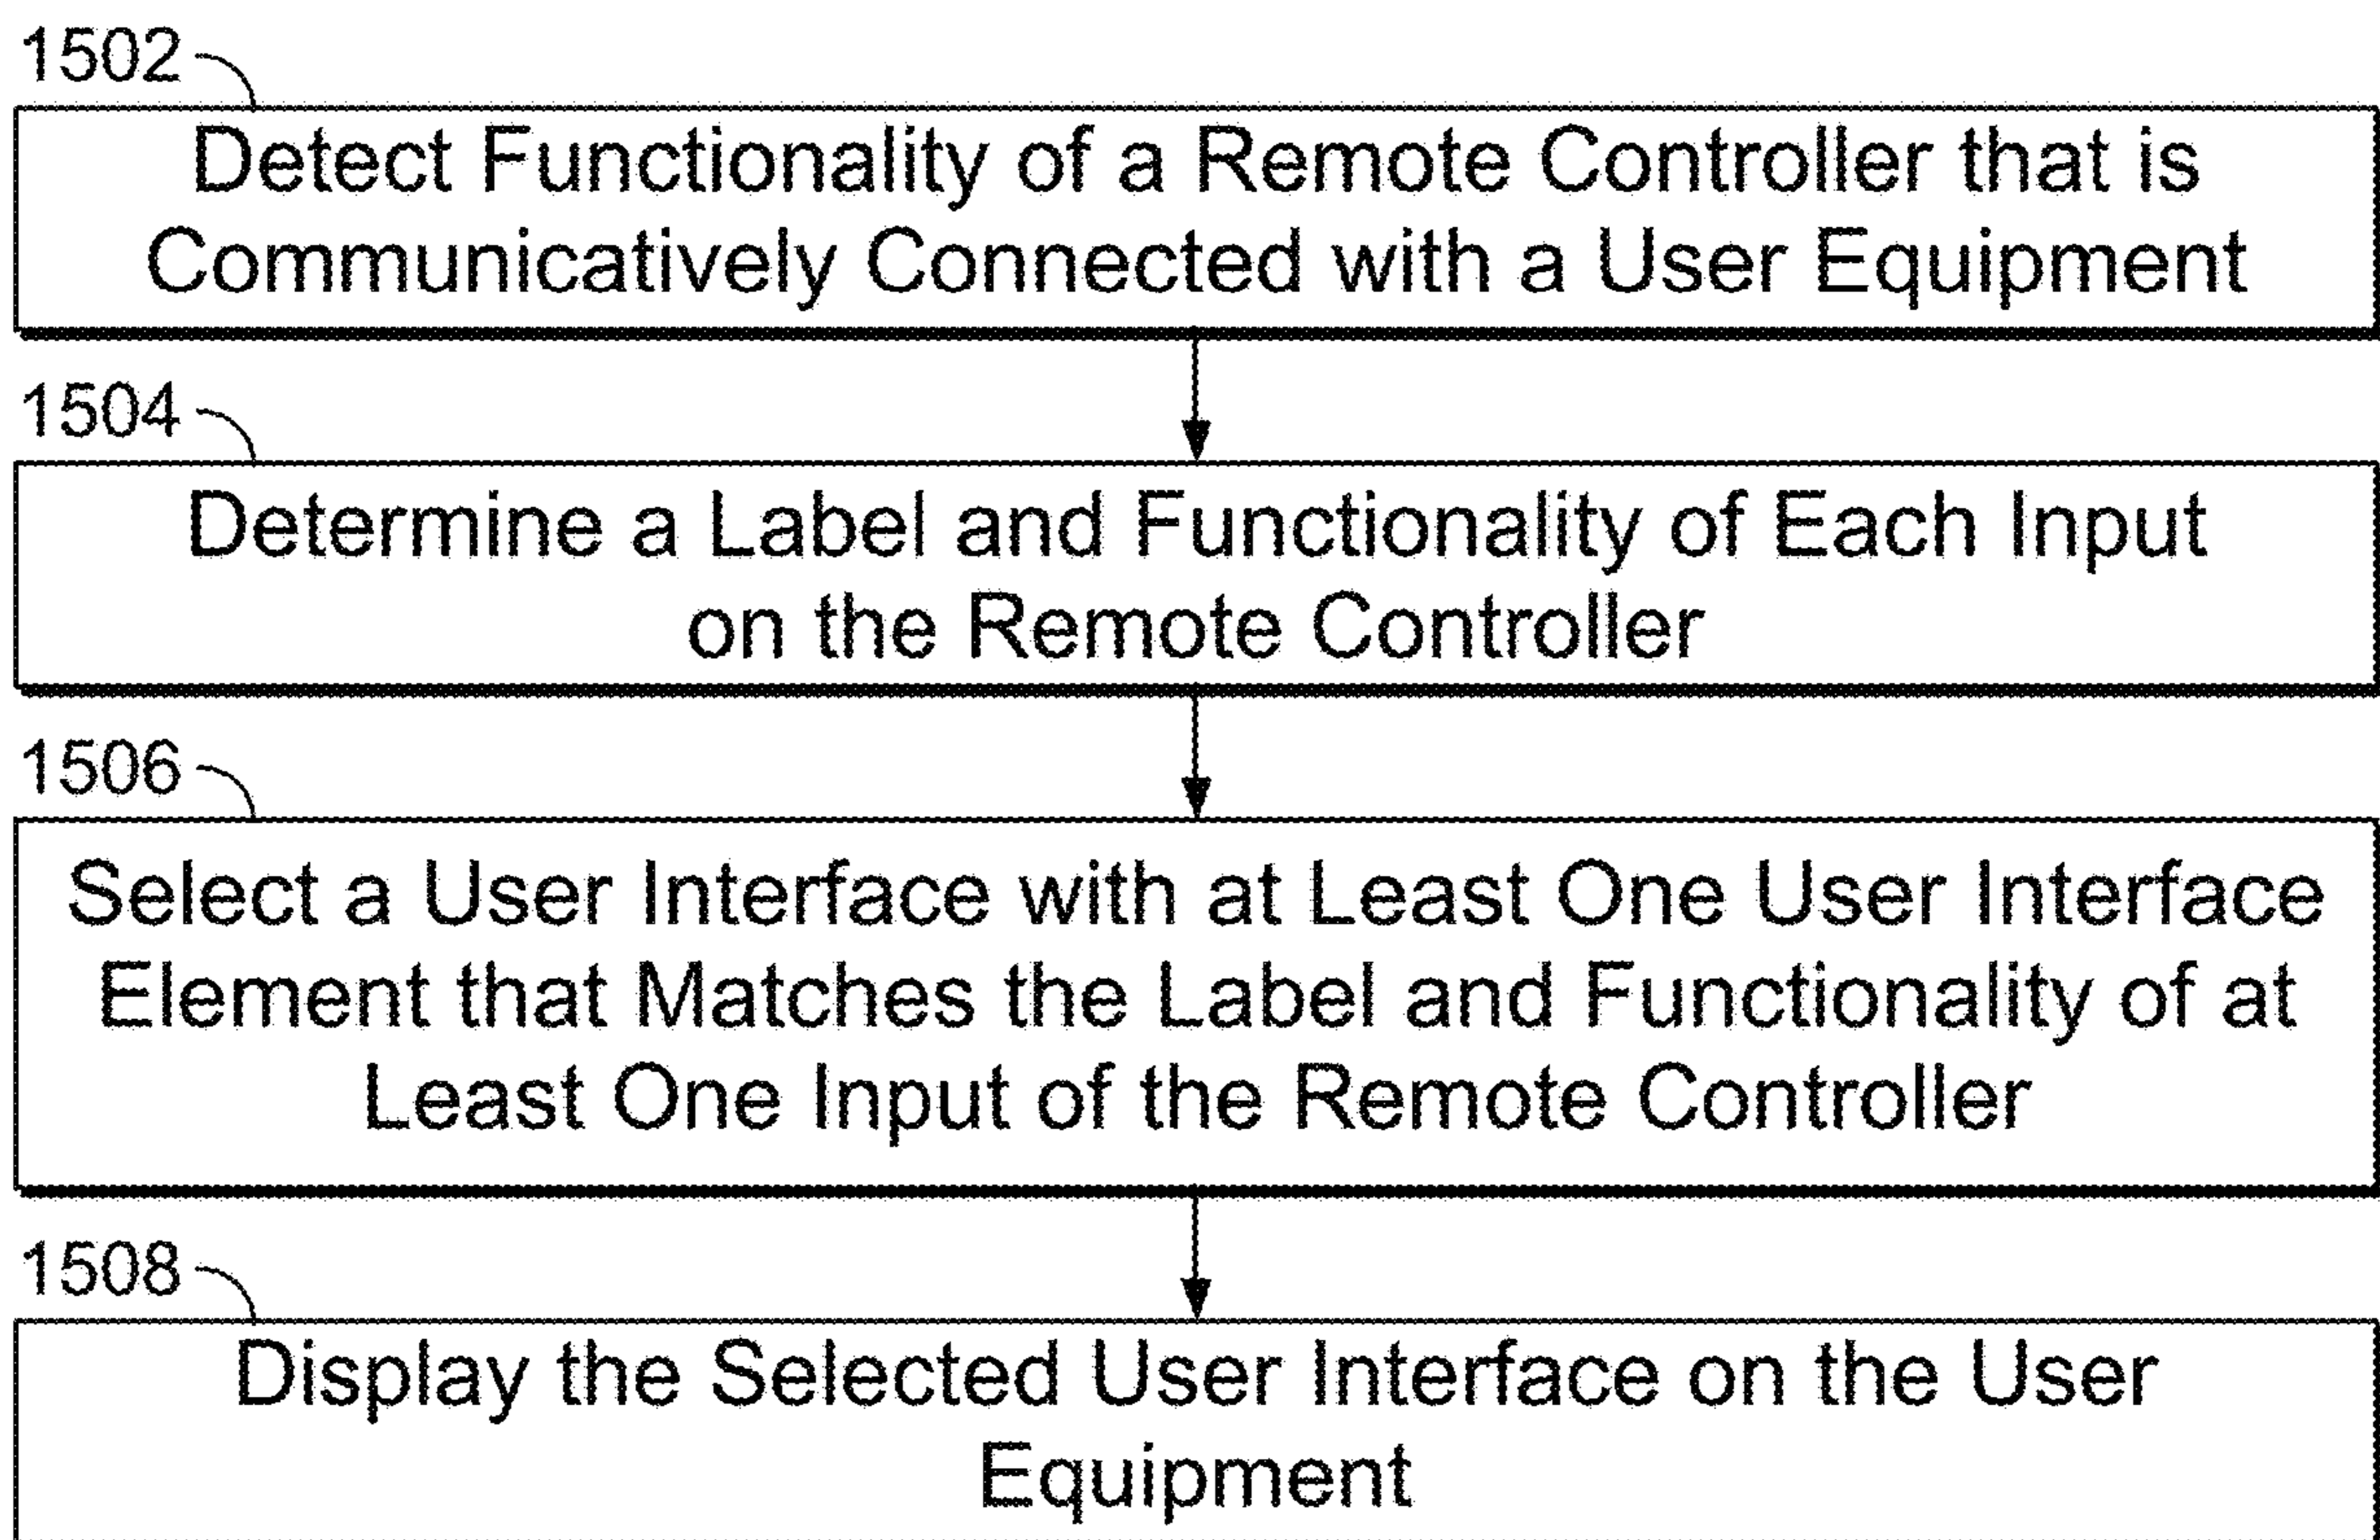 1502
Detect Functionality of a Remote Controller that is
Communicatively Connected with a User Equipment
1504
Determine a Label and Functionality of Each Input
on the Remote Controller
1506
Select a User Interface with at Least One User Interface
Element that Matches the Label and Functionality of at
Least One Input of the Remote Controller
1508
Display the Selected User Interface on the User
Equipment